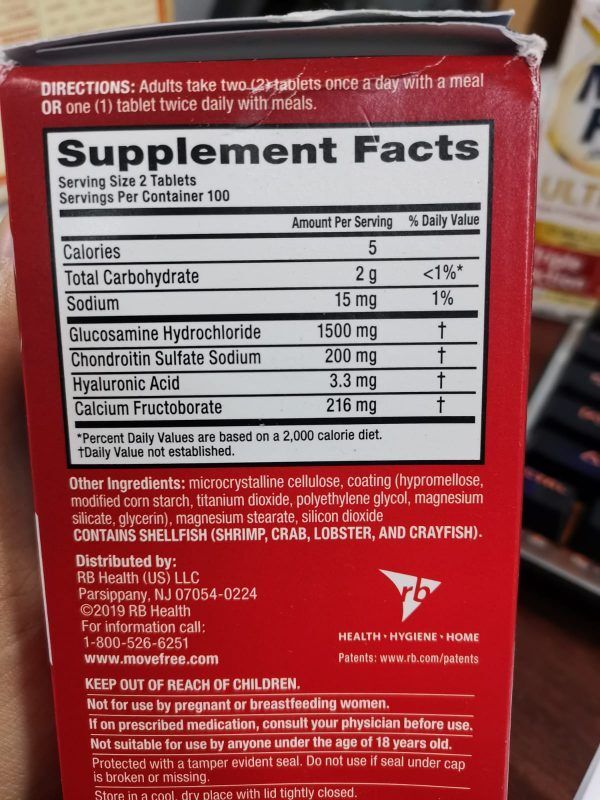 DIRECTIONS: Adults take two (2) tablets once a day with a meal
OR one (1) tablet twice daily with meals.
Supplement Facts
Serving Size 2 Tablets
Servings Per Container 100
Amount Per Serving % Daily Value
Calories 5
Total Carbohydrate 2 g <1%*
Sodium 15 mg 1%
Glucosamine Hydrochloride 1500 mg †
Chondroitin Sulfate Sodium 200 mg †
Hyaluronic Acid 3.3 mg †
Calcium Fructoborate 216 mg †
*Percent Daily Values are based on a 2,000 calorie diet.
†Daily Value not established.
Other Ingredients: microcrystalline cellulose, coating (hypromellose,
modified corn starch, titanium dioxide, polyethylene glycol, magnesium
silicate, glycerin), magnesium stearate, silicon dioxide
CONTAINS SHELLFISH (SHRIMP, CRAB, LOBSTER, AND CRAYFISH).
Distributed by:
RB Health (US) LLC
Parsippany, NJ 07054-0224
©2019 RB Health
For information call:
1-800-526-6251
www.movefree.com
rb
HEALTH • HYGIENE • HOME
Patents: www.rb.com/patents
KEEP OUT OF REACH OF CHILDREN.
Not for use by pregnant or breastfeeding women.
If on prescribed medication, consult your physician before use.
Not suitable for use by anyone under the age of 18 years old.
Protected with a tamper evident seal. Do not use if seal under cap
is broken or missing.
Store in a cool, dry place with lid tightly closed.